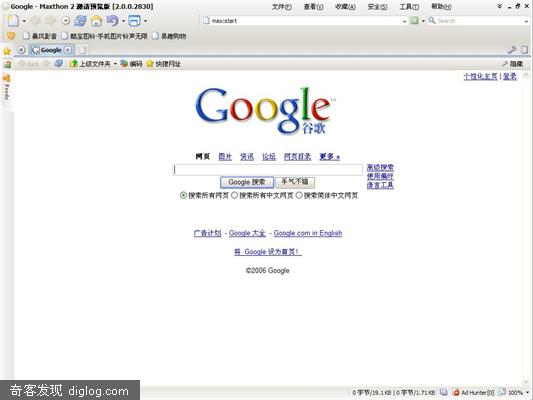 Google - Maxthon 2 邀请预览版 [2.0.0.2830]
文件(F) 查看(V) 收藏(A) 安全(S) 工具(T) 帮助(H)
max:start Search
暴风影音 酷宝图铃·手机图片铃声无限 易趣购物
Google
Back 上级文件夹 编码 快捷网址 隐藏
Feeds
个性化主页 | 登录
Google™
谷歌
网页 图片 资讯 论坛 网页目录 更多 »
高级搜索
使用偏好
语言工具
Google 搜索 手气不错
搜索所有网页 搜索所有中文网页 搜索简体中文网页
广告计划 - Google 大全 - Google.com in English
将 Google 设为首页!
©2006 Google
奇客发现 diglog.com
0 字节/19.1 KB | 0 字节/1.71 KB Ad Hunter[0] 100%